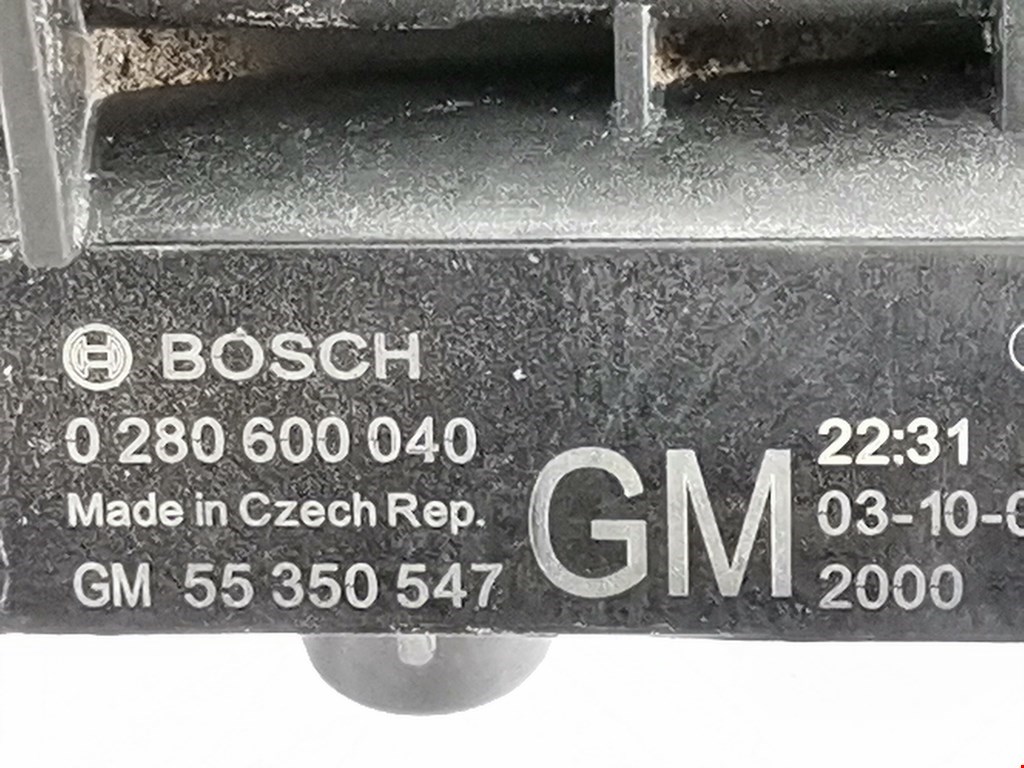 BOSCH
0 280 600 040
Made in Czech Rep.
GM 55 350 547
GM
22:31
03-10-0
2000